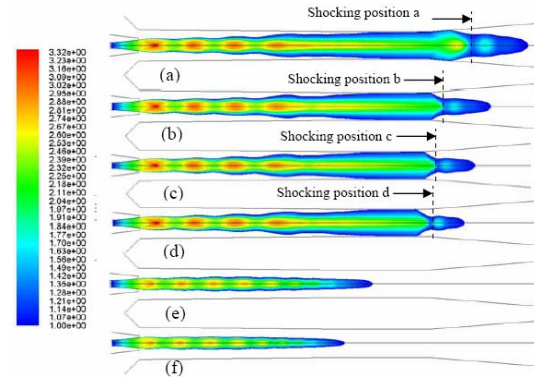 Shocking position a
(a)
Shocking position b
(b)
Shocking position c
(c)
Shocking position d
(d)
(e)
(f)
3.32e+00
3.23e+00
3.16e+00
3.09e+00
3.02e+00
2.95e+00
2.88e+00
2.81e+00
2.74e+00
2.67e+00
2.60e+00
2.53e+00
2.46e+00
2.39e+00
2.32e+00
2.25e+00
2.18e+00
2.11e+00
2.04e+00
1.97e+00
1.91e+00
1.84e+00
1.77e+00
1.70e+00
1.63e+00
1.56e+00
1.49e+00
1.42e+00
1.35e+00
1.28e+00
1.21e+00
1.14e+00
1.07e+00
1.00e+00